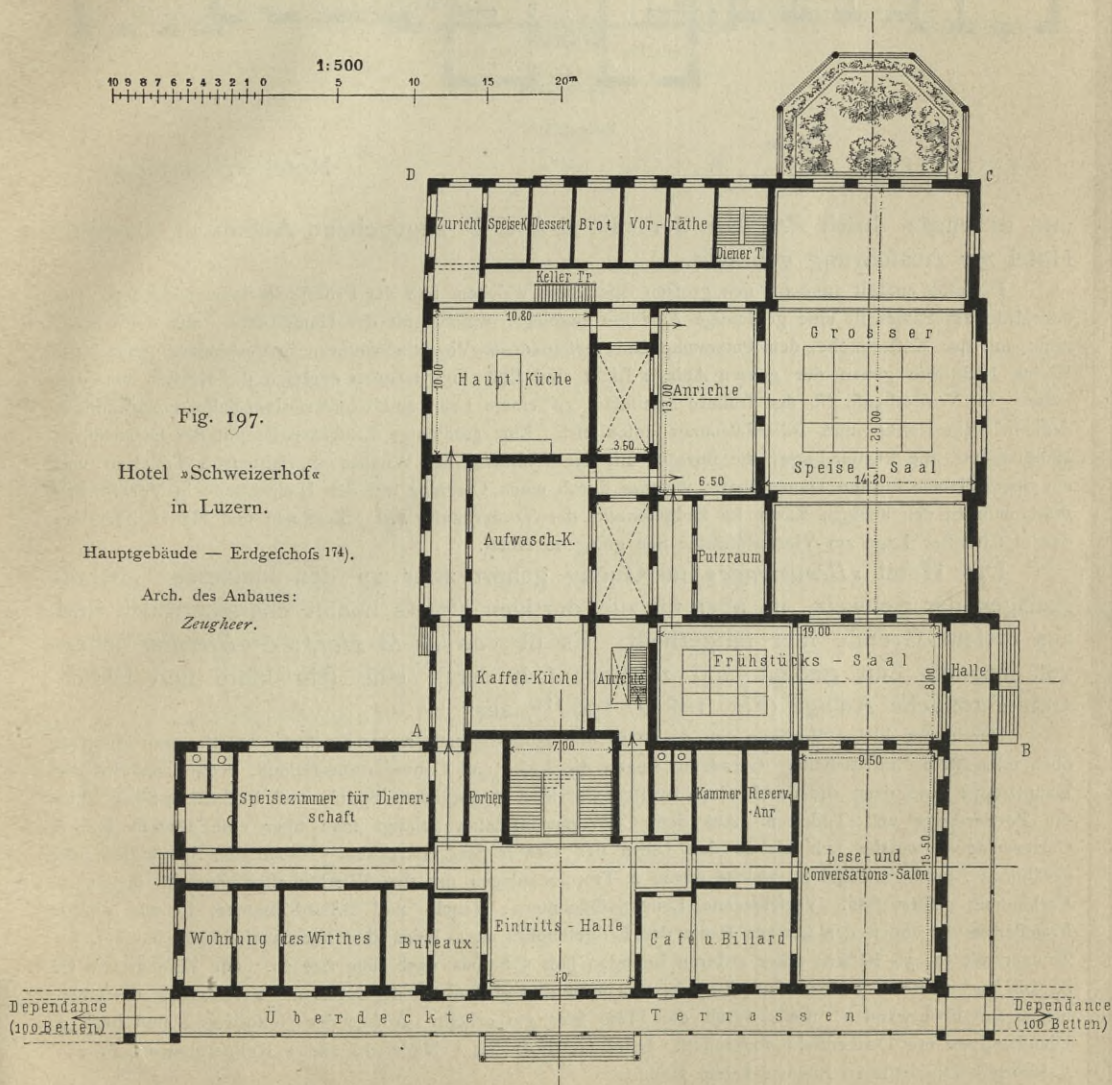 1:500
10 9 8 7 6 5 4 3 2 1 0 5 10 15 20ᵐ
D
C
Zuricht
SpeiseK
Dessert
Brot
Vor-räthe
Diener T.
Keller Tr
10.80
10.00
Haupt-Küche
3.50
Anrichte
13.00
6.50
Grosser
29.00
Speise-Saal
14.20
Fig. 197.
Hotel »Schweizerhof«
in Luzern.
Hauptgebäude — Erdgeſchoſs ¹⁷⁴).
Arch. des Anbaues:
Zeugheer.
Aufwasch-K.
Putzraum
Kaffee-Küche
Anrichte
19.00
Frühstücks-Saal
8.00
Halle
A
B
7.00
9.50
Speisezimmer für Diener-
schaft
Portier
Kammer
Reserv.
-Anr
Lese-und
Conversations-Salon
15.50
Wohnung des Wirthes
Bureaux
Eintritts-Halle
10
Café u. Billard
Dependance
(100 Betten)
Uberdeckte Terrassen
Dependance
(100 Betten)